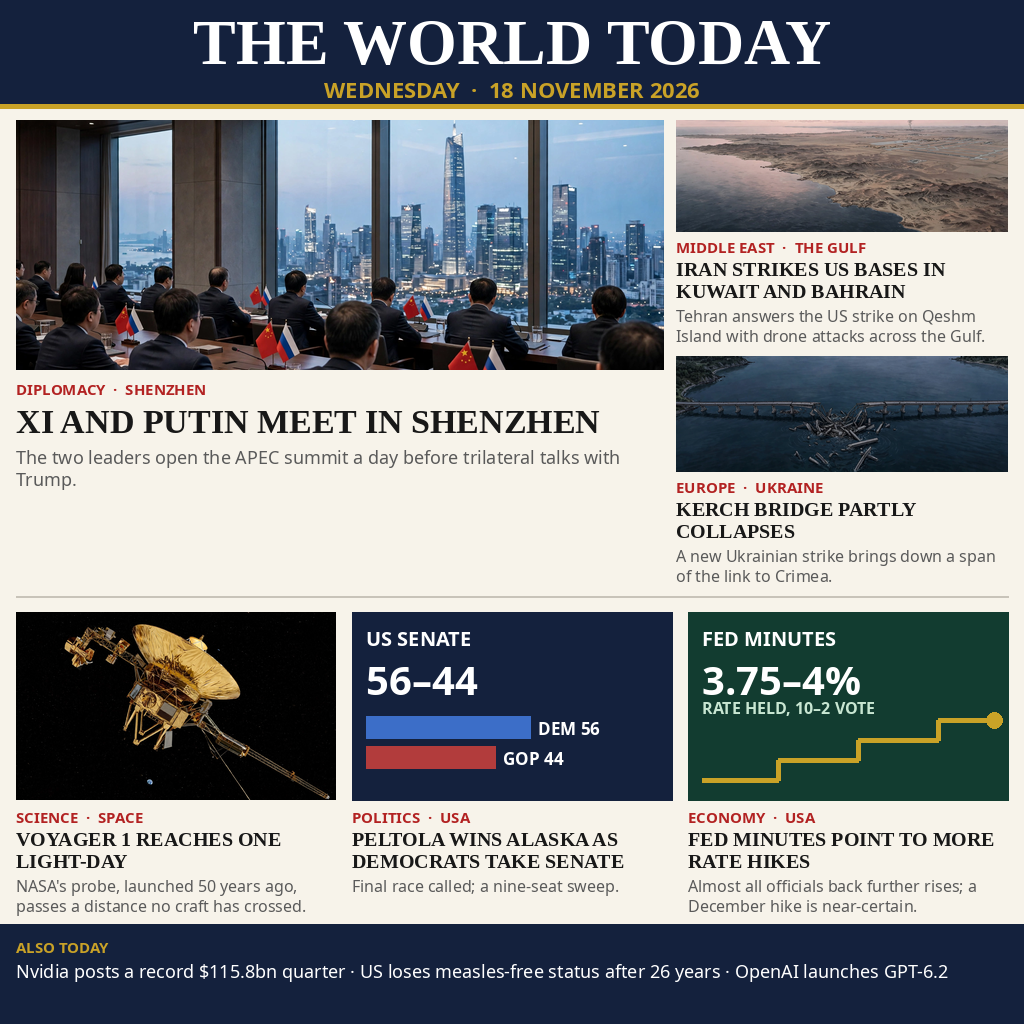 THE WORLD TODAY
WEDNESDAY · 18 NOVEMBER 2026
DIPLOMACY · SHENZHEN
XI AND PUTIN MEET IN SHENZHEN
The two leaders open the APEC summit a day before trilateral talks with
Trump.
MIDDLE EAST · THE GULF
IRAN STRIKES US BASES IN
KUWAIT AND BAHRAIN
Tehran answers the US strike on Qeshm
Island with drone attacks across the Gulf.
EUROPE · UKRAINE
KERCH BRIDGE PARTLY
COLLAPSES
A new Ukrainian strike brings down a span
of the link to Crimea.
SCIENCE · SPACE
VOYAGER 1 REACHES ONE
LIGHT-DAY
NASA's probe, launched 50 years ago,
passes a distance no craft has crossed.
US SENATE
56–44
DEM 56
GOP 44
POLITICS · USA
PELTOLA WINS ALASKA AS
DEMOCRATS TAKE SENATE
Final race called; a nine-seat sweep.
FED MINUTES
3.75–4%
RATE HELD, 10–2 VOTE
ECONOMY · USA
FED MINUTES POINT TO MORE
RATE HIKES
Almost all officials back further rises; a
December hike is near-certain.
ALSO TODAY
Nvidia posts a record $115.8bn quarter · US loses measles-free status after 26 years · OpenAI launches GPT-6.2